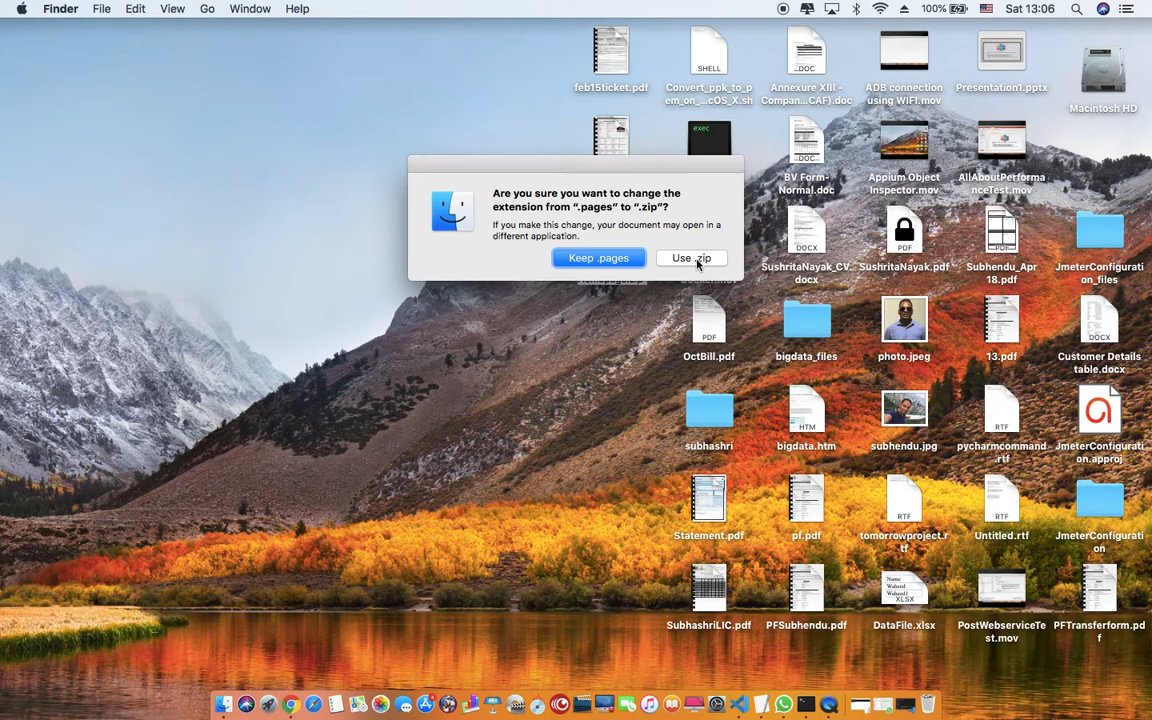 Finder File Edit View Go Window Help 100% Sat 13:06
feb15ticket.pdf
Convert_ppk_to_p
em_on_...cOS_X.sh
Annexure XIII -
Compan...CAF).doc
ADB connection
using WIFI.mov
Presentation1.pptx
Macintosh HD
SHELL
DOC
exec
BV Form-
Normal.doc
Appium Object
Inspector.mov
AllAboutPerforma
nceTest.mov
DOC
Are you sure you want to change the
extension from “.pages” to “.zip”?
If you make this change, your document may open in a
different application.
Keep .pages
Use .zip
DOCX
PDF
PDF
SushritaNayak_CV.
docx
SushritaNayak.pdf
Subhendu_Apr
18.pdf
JmeterConfigurati
on_files
PDF
DOCX
OctBill.pdf
bigdata_files
photo.jpeg
13.pdf
Customer Details
table.docx
HTM
RTF
subhashri
bigdata.htm
subhendu.jpg
pycharmcommand
.rtf
JmeterConfigurati
on.approj
RTF
RTF
Statement.pdf
pf.pdf
tomorrowproject.r
tf
Untitled.rtf
JmeterConfigurati
on
Name
Waheed
Waheed1
XLSX
SubhashriLIC.pdf
PFSubhendu.pdf
DataFile.xlsx
PostWebserviceTe
st.mov
PFTransferform.pd
f